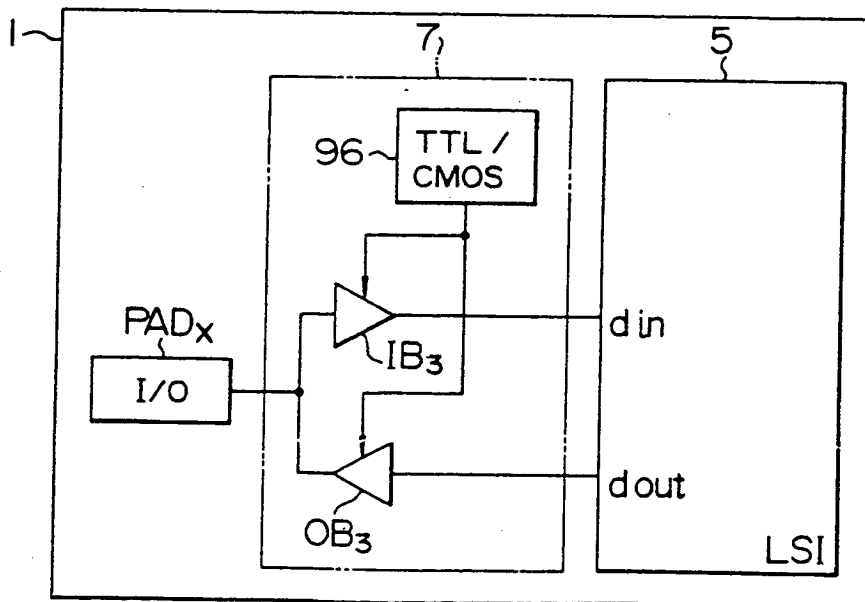 1
7
5
96
TTL /
CMOS
PADx
I/O
IB3
din
OB3
dout
LSI